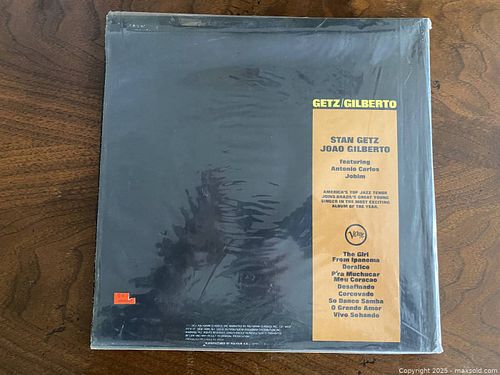 GETZ/GILBERTO
STAN GETZ
JOAO GILBERTO
featuring
Antonio Carlos
Jobim
AMERICA'S TOP JAZZ TENOR
JOINS BRAZIL'S GREAT YOUNG
SINGER IN THE MOST EXCITING
ALBUM OF THE YEAR.
Verve
The Girl
From Ipanema
Doralice
P'ra Muchucar
Meu Coracao
Desafinado
Corcovado
So Danco Samba
O Grande Amor
Vivo Sohando
Copyright 2025 - maxsold.com